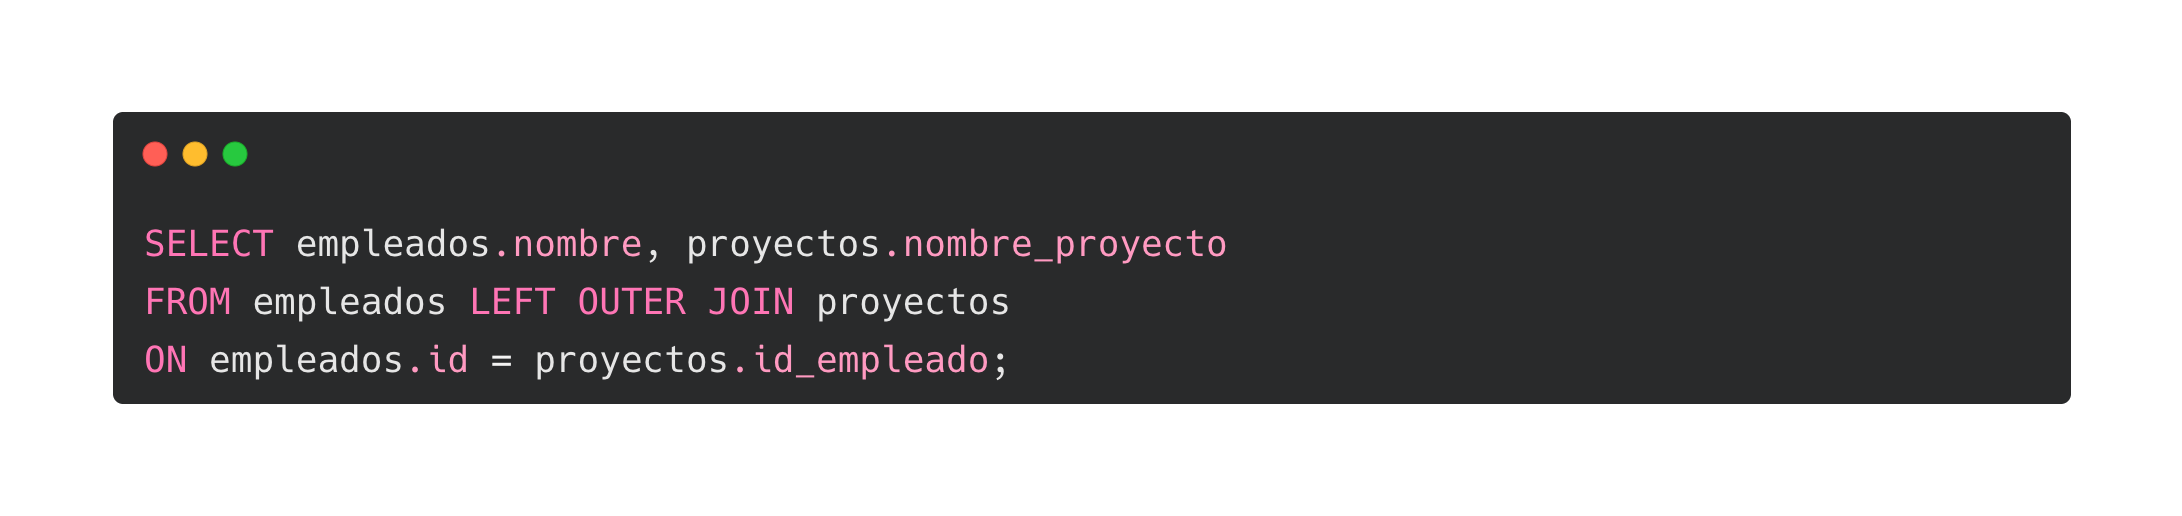 SELECT empleados.nombre, proyectos.nombre_proyecto
FROM empleados LEFT OUTER JOIN proyectos
ON empleados.id = proyectos.id_empleado;